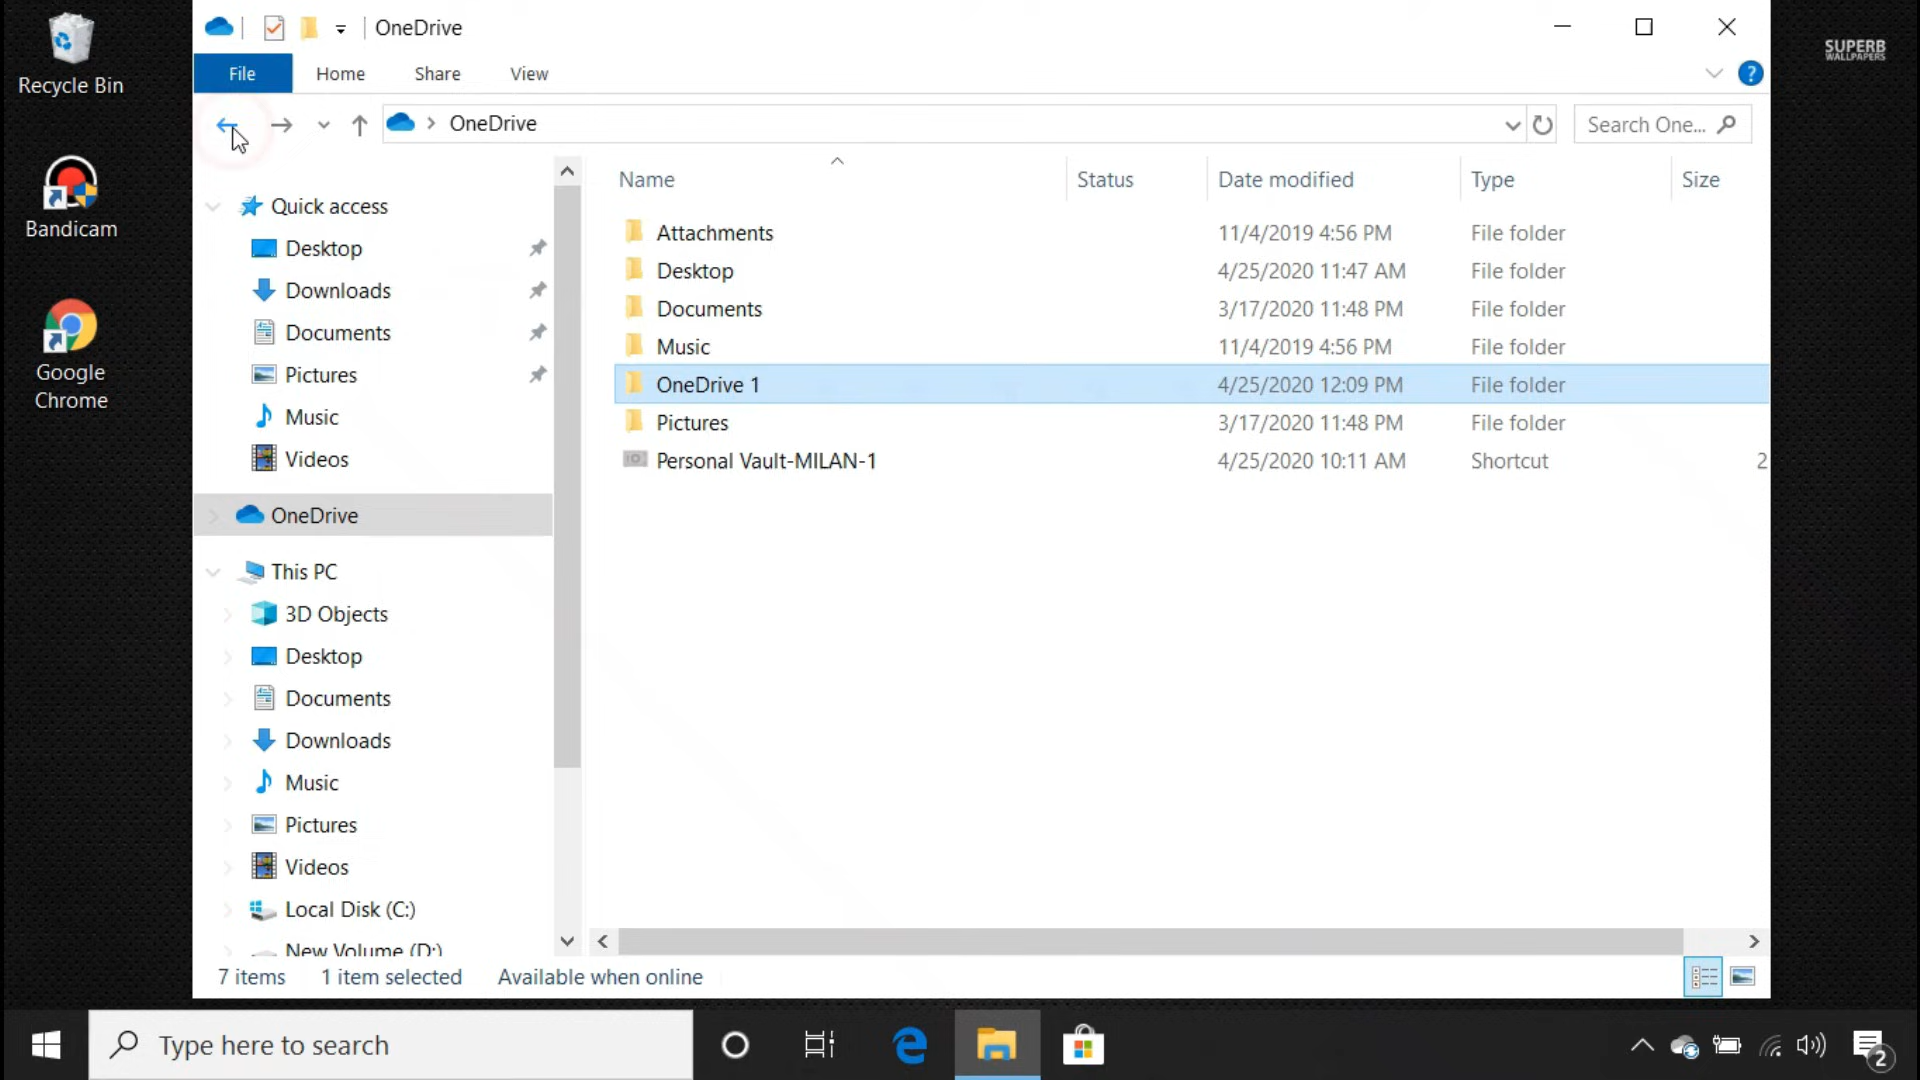 Recycle Bin
Bandicam
Google
Chrome
OneDrive
File Home Share View
?
OneDrive
Search One...
Quick access
Desktop
Downloads
Documents
Pictures
Music
Videos
OneDrive
This PC
3D Objects
Desktop
Documents
Downloads
Music
Pictures
Videos
Local Disk (C:)
New Volume (D:)
Name Status Date modified Type Size
Attachments 11/4/2019 4:56 PM File folder
Desktop 4/25/2020 11:47 AM File folder
Documents 3/17/2020 11:48 PM File folder
Music 11/4/2019 4:56 PM File folder
OneDrive 1 4/25/2020 12:09 PM File folder
Pictures 3/17/2020 11:48 PM File folder
Personal Vault-MILAN-1 4/25/2020 10:11 AM Shortcut 2
7 items 1 item selected Available when online
SUPERB
WALLPAPERS
Type here to search
2